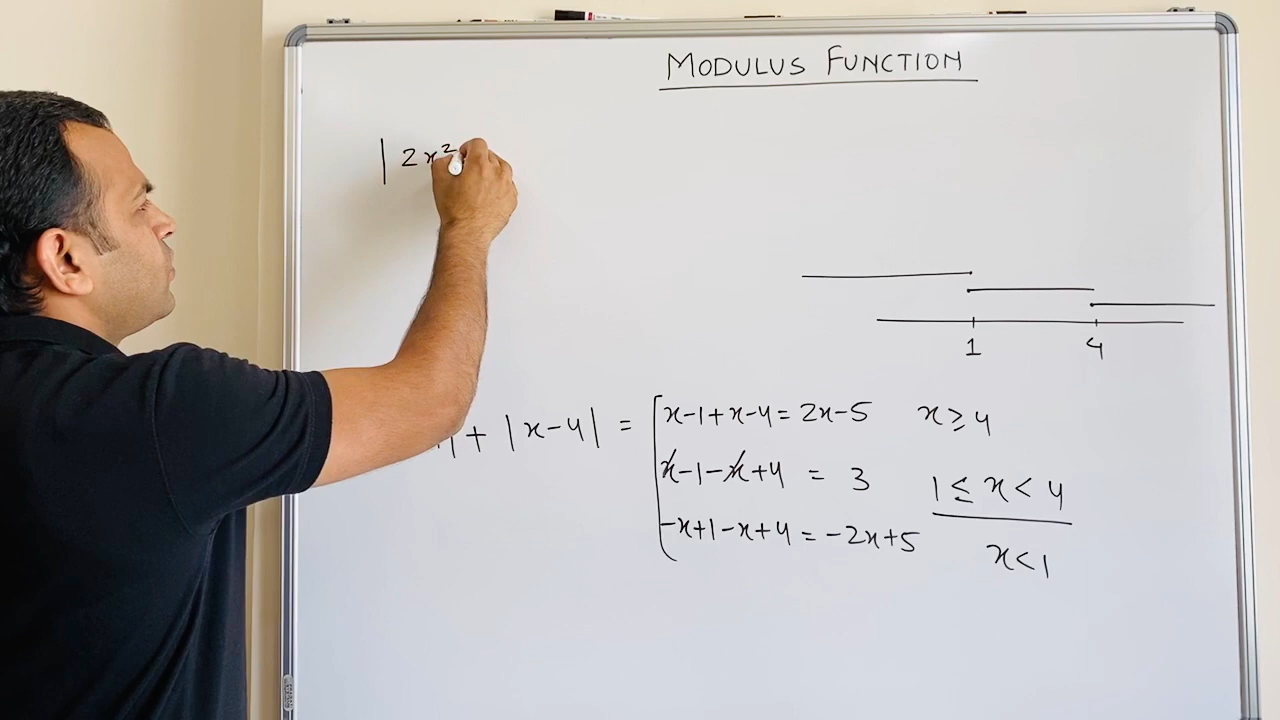 MODULUS FUNCTION
| 2x²
1 4
| + |x-4| = x-1+x-4 = 2x-5 x ≥ 4
x-1-x+4 = 3 1 ≤ x < 4
-x+1-x+4 = -2x+5 x<1